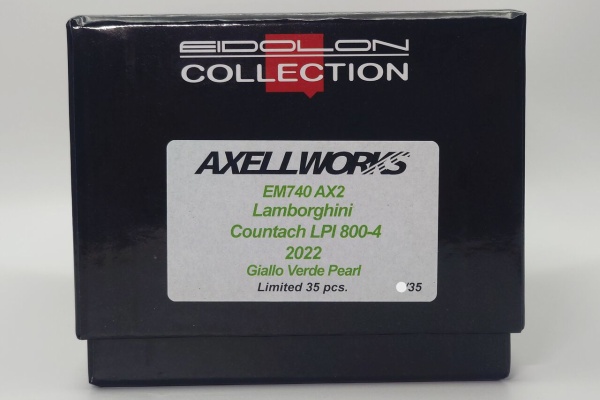 EIDOLON
COLLECTION
AXELLWORKS
EM740 AX2
Lamborghini
Countach LPI 800-4
2022
Giallo Verde Pearl
Limited 35 pcs. /35